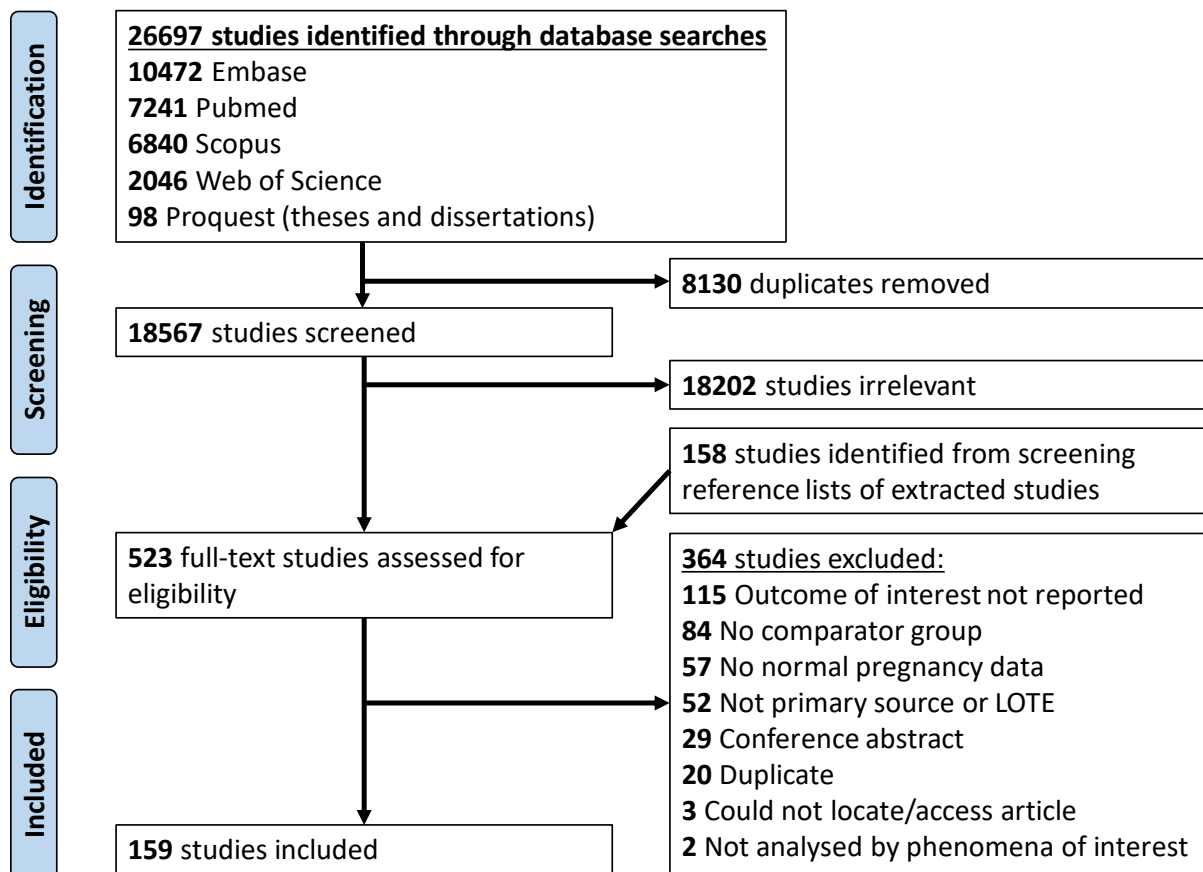 Identification
26697 studies identified through database searches
10472 Embase
7241 Pubmed
6840 Scopus
2046 Web of Science
98 Proquest (theses and dissertations)
Screening
8130 duplicates removed
18567 studies screened
18202 studies irrelevant
158 studies identified from screening
reference lists of extracted studies
Eligibility
523 full-text studies assessed for
eligibility
364 studies excluded:
115 Outcome of interest not reported
84 No comparator group
57 No normal pregnancy data
52 Not primary source or LOTE
29 Conference abstract
20 Duplicate
3 Could not locate/access article
2 Not analysed by phenomena of interest
Included
159 studies included